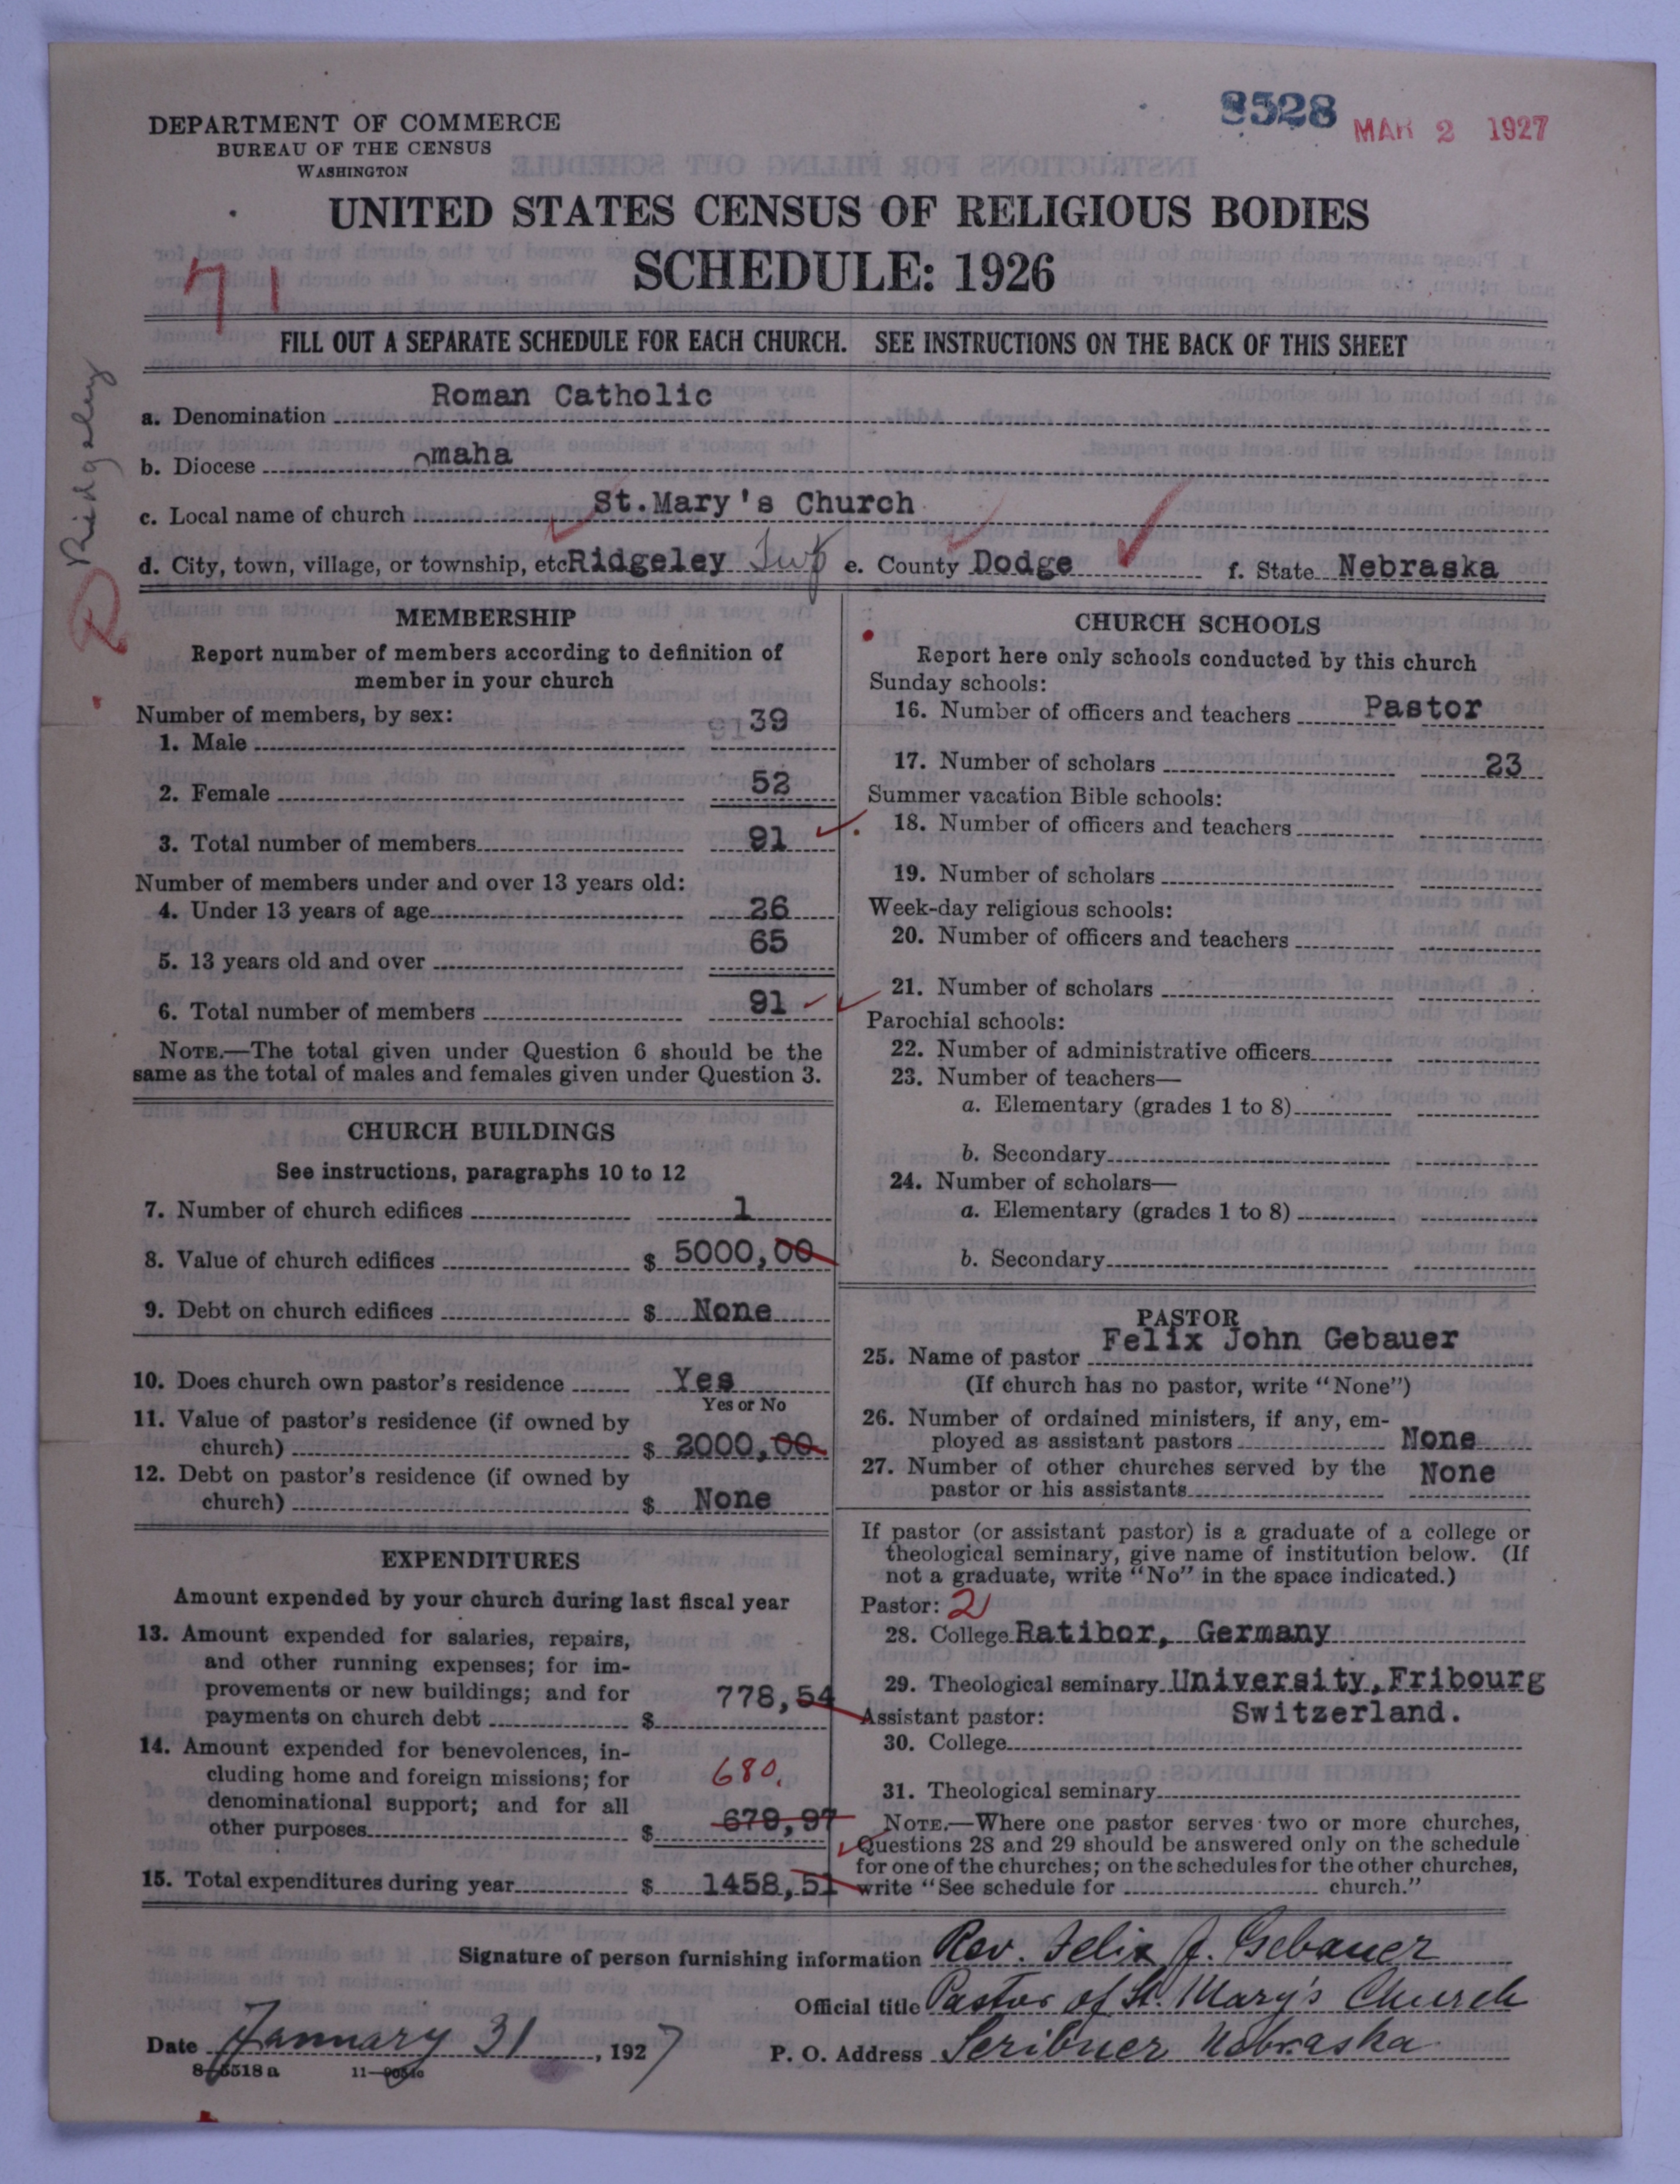 8528 MAR 2 1927
DEPARTMENT OF COMMERCE
BUREAU OF THE CENSUS
WASHINGTON
UNITED STATES CENSUS OF RELIGIOUS BODIES
SCHEDULE: 1926
71
FILL OUT A SEPARATE SCHEDULE FOR EACH CHURCH. SEE INSTRUCTIONS ON THE BACK OF THIS SHEET
Ridgeley
a. Denomination Roman Catholic
b. Diocese Omaha
c. Local name of church St.Mary's Church
d. City, town, village, or township, etc Ridgeley Twp e. County Dodge f. State Nebraska
MEMBERSHIP
Report number of members according to definition of
member in your church
Number of members, by sex:
1. Male 39
2. Female 52
3. Total number of members 91
Number of members under and over 13 years old:
4. Under 13 years of age 26
5. 13 years old and over 65
6. Total number of members 91
NOTE.—The total given under Question 6 should be the
same as the total of males and females given under Question 3.
CHURCH BUILDINGS
See instructions, paragraphs 10 to 12
7. Number of church edifices 1
8. Value of church edifices $ 5000,00
9. Debt on church edifices $ None
10. Does church own pastor's residence Yes
Yes or No
11. Value of pastor's residence (if owned by
church) $ 2000,00
12. Debt on pastor's residence (if owned by
church) $ None
EXPENDITURES
Amount expended by your church during last fiscal year
13. Amount expended for salaries, repairs,
and other running expenses; for im-
provements or new buildings; and for
payments on church debt $ 778,54
14. Amount expended for benevolences, in-
cluding home and foreign missions; for 680.
denominational support; and for all
other purposes $ 679,97
15. Total expenditures during year $ 1458,51
CHURCH SCHOOLS
Report here only schools conducted by this church
Sunday schools:
16. Number of officers and teachers Pastor
17. Number of scholars 23
Summer vacation Bible schools:
18. Number of officers and teachers
19. Number of scholars
Week-day religious schools:
20. Number of officers and teachers
21. Number of scholars
Parochial schools:
22. Number of administrative officers
23. Number of teachers—
a. Elementary (grades 1 to 8)
b. Secondary
24. Number of scholars—
a. Elementary (grades 1 to 8)
b. Secondary
PASTOR
25. Name of pastor Felix John Gebauer
(If church has no pastor, write "None")
26. Number of ordained ministers, if any, em-
ployed as assistant pastors None
27. Number of other churches served by the
pastor or his assistants None
If pastor (or assistant pastor) is a graduate of a college or
theological seminary, give name of institution below. (If
not a graduate, write "No" in the space indicated.)
Pastor: 2
28. College Ratibor, Germany
29. Theological seminary University, Fribourg
Switzerland.
Assistant pastor:
30. College
31. Theological seminary
NOTE.—Where one pastor serves two or more churches,
Questions 28 and 29 should be answered only on the schedule
for one of the churches; on the schedules for the other churches,
write "See schedule for church."
Signature of person furnishing information Rev. Felix J. Gebauer
Official title Pastor of St. Mary's Church
Date January 31, 1927 P. O. Address Scribner Nebraska
8-5518 a